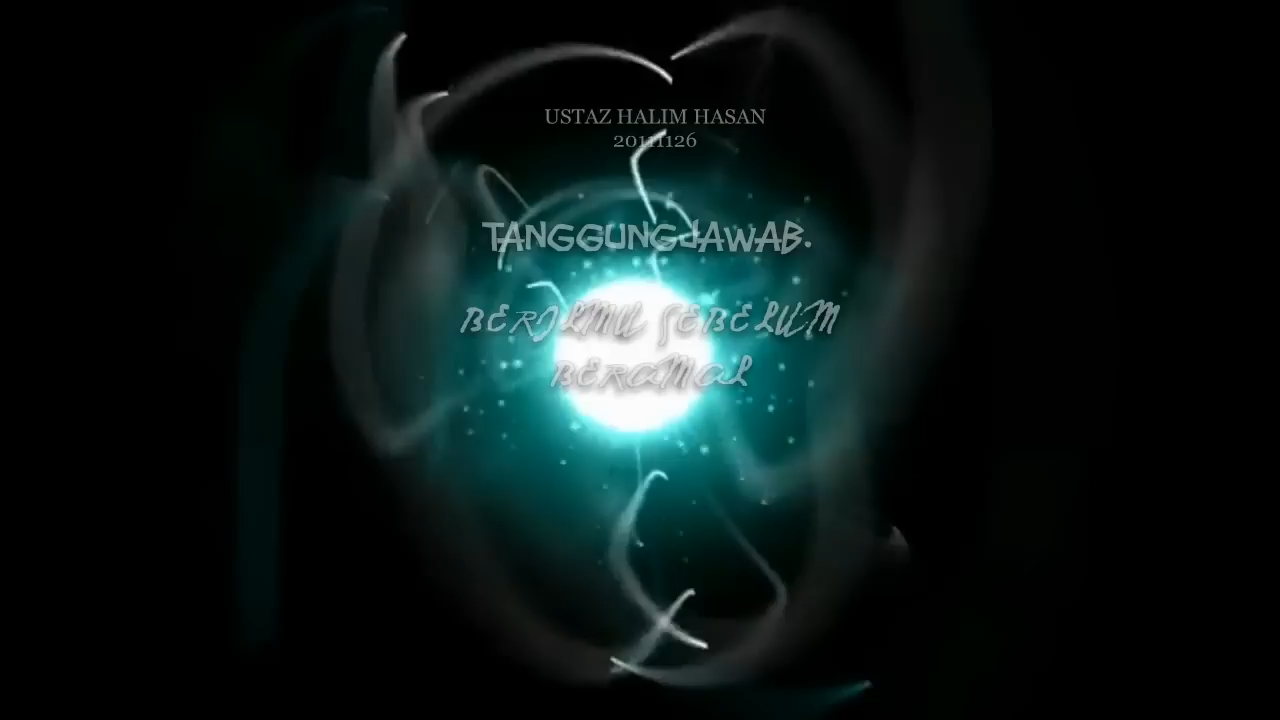 USTAZ HALIM HASAN
20111126
TANGGUNGJAWAB.
BERILMU SEBELUM
BERAMAL